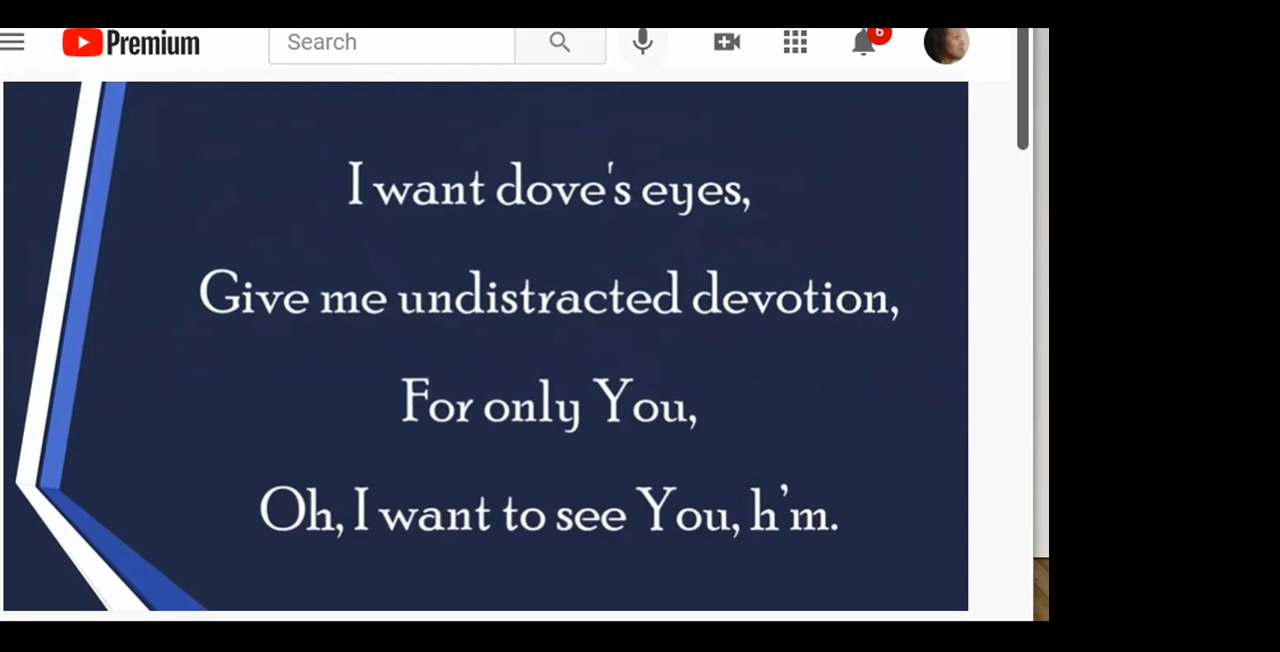 Premium
Search
6
I want dove's eyes,
Give me undistracted devotion,
For only You,
Oh, I want to see You, h’m.